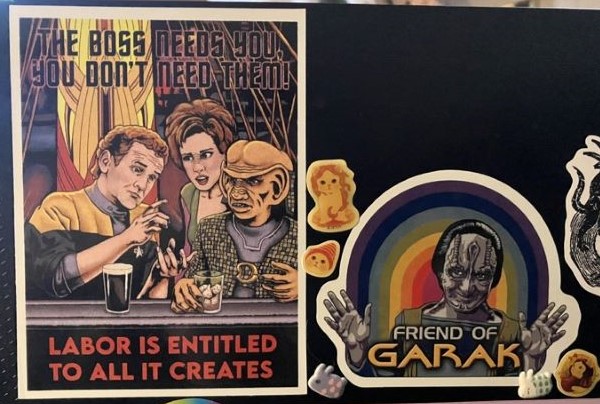 THE BOSS NEEDS YOU,
YOU DON'T NEED THEM!
LABOR IS ENTITLED
TO ALL IT CREATES
FRIEND OF
GARAK